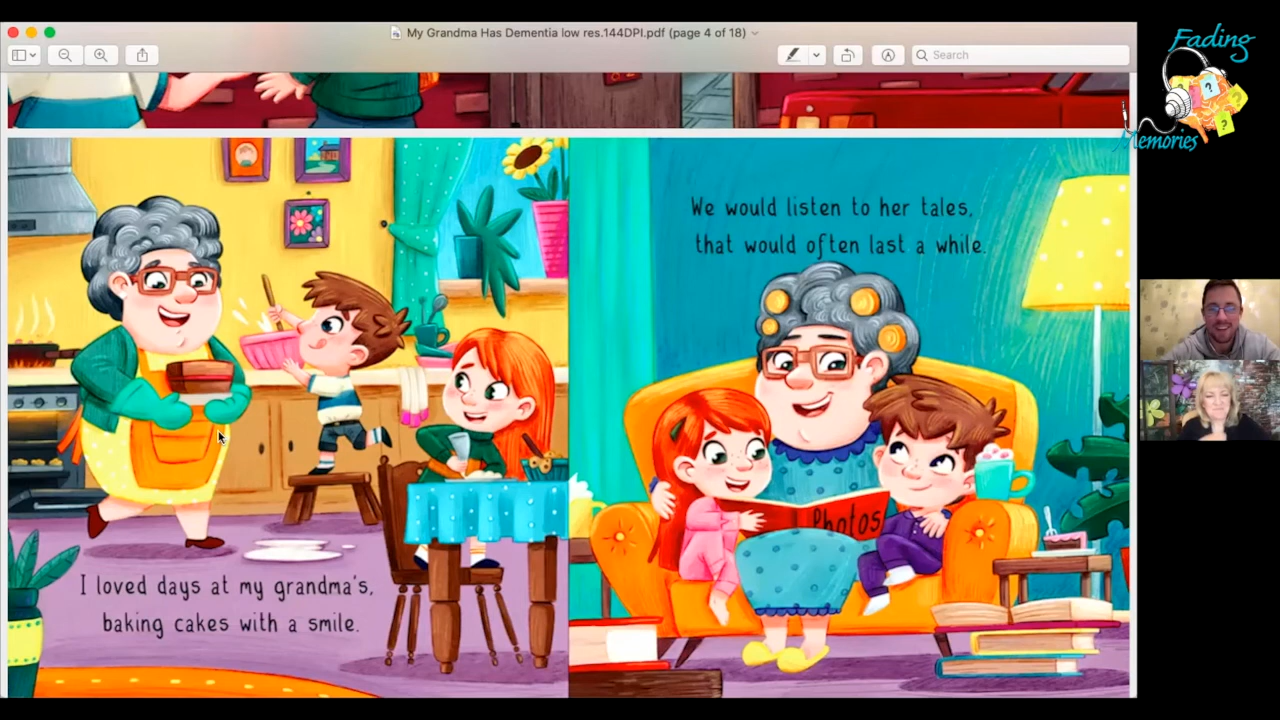 My Grandma Has Dementia low res.144DPI.pdf (page 4 of 18)
Search
Fading
Memories
We would listen to her tales,
that would often last a while.
Photos
I loved days at my grandma's,
baking cakes with a smile.